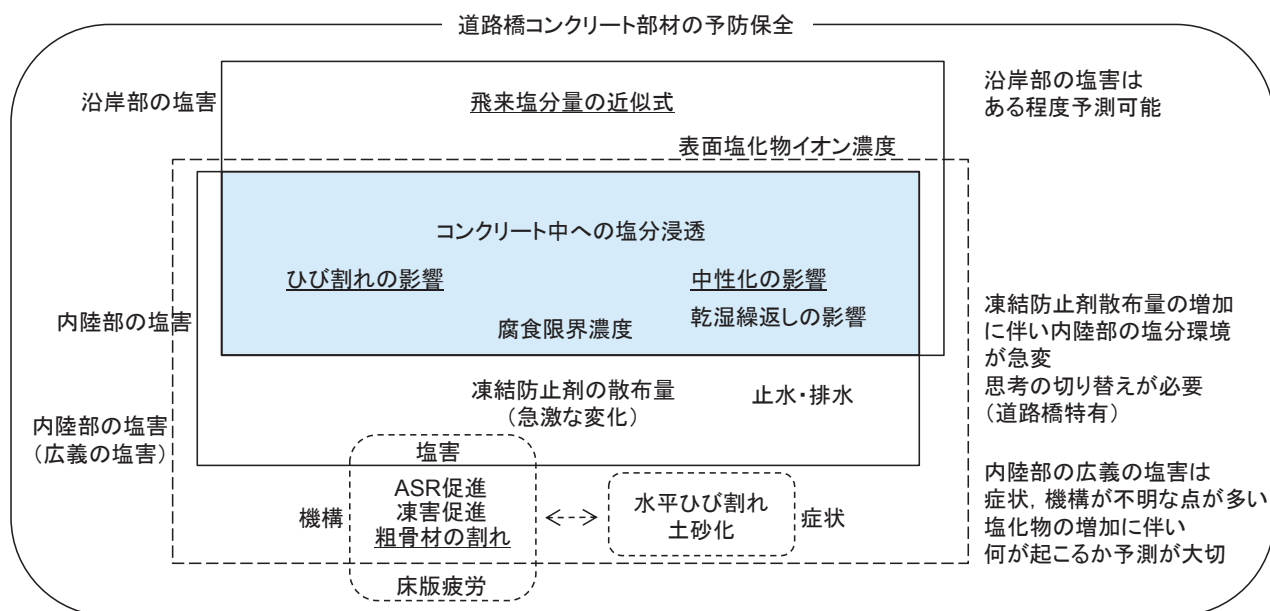 道路橋コンクリート部材の予防保全
沿岸部の塩害
飛来塩分量の近似式
沿岸部の塩害は
ある程度予測可能
表面塩化物イオン濃度
コンクリート中への塩分浸透
ひび割れの影響
中性化の影響
乾湿繰返しの影響
腐食限界濃度
内陸部の塩害
凍結防止剤散布量の増加
に伴い内陸部の塩分環境
が急変
思考の切り替えが必要
（道路橋特有）
凍結防止剤の散布量
（急激な変化）
止水・排水
内陸部の塩害
（広義の塩害）
塩害
ASR促進
凍害促進
粗骨材の割れ
床版疲労
機構
水平ひび割れ
土砂化
症状
内陸部の広義の塩害は
症状，機構が不明な点が多い
塩化物の増加に伴い
何が起こるか予測が大切